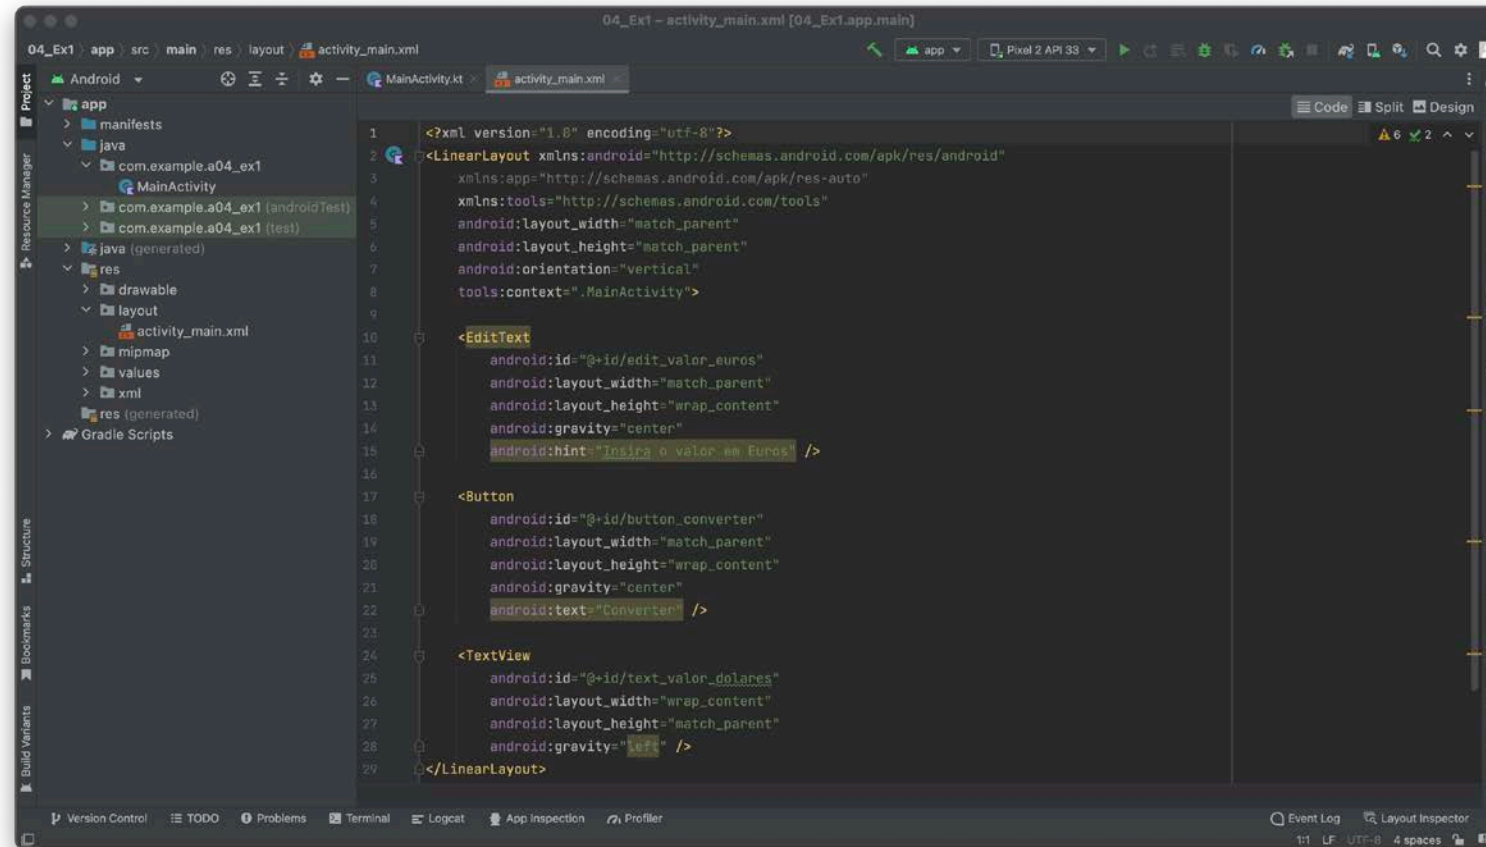 04_Ex1 – activity_main.xml [04_Ex1.app.main]
04_Ex1 app src main res layout activity_main.xml
app Pixel 2 API 33
Project
Resource Manager
Structure
Bookmarks
Build Variants
Android
app
manifests
java
com.example.a04_ex1
MainActivity
com.example.a04_ex1 (androidTest)
com.example.a04_ex1 (test)
java (generated)
res
drawable
layout
activity_main.xml
mipmap
values
xml
res (generated)
Gradle Scripts
MainActivity.kt activity_main.xml
Code Split Design
6 2
1 <?xml version="1.0" encoding="utf-8"?>
2 <LinearLayout xmlns:android="http://schemas.android.com/apk/res/android"
3 xmlns:app="http://schemas.android.com/apk/res-auto"
4 xmlns:tools="http://schemas.android.com/tools"
5 android:layout_width="match_parent"
6 android:layout_height="match_parent"
7 android:orientation="vertical"
8 tools:context=".MainActivity">
9
10 <EditText
11 android:id="@+id/edit_valor_euros"
12 android:layout_width="match_parent"
13 android:layout_height="wrap_content"
14 android:gravity="center"
15 android:hint="Insira o valor em Euros" />
16
17 <Button
18 android:id="@+id/button_converter"
19 android:layout_width="match_parent"
20 android:layout_height="wrap_content"
21 android:gravity="center"
22 android:text="Converter" />
23
24 <TextView
25 android:id="@+id/text_valor_dolares"
26 android:layout_width="wrap_content"
27 android:layout_height="match_parent"
28 android:gravity="left" />
29 </LinearLayout>
Version Control TODO Problems Terminal Logcat App Inspection Profiler Event Log Layout Inspector
1:1 LF UTF-8 4 spaces